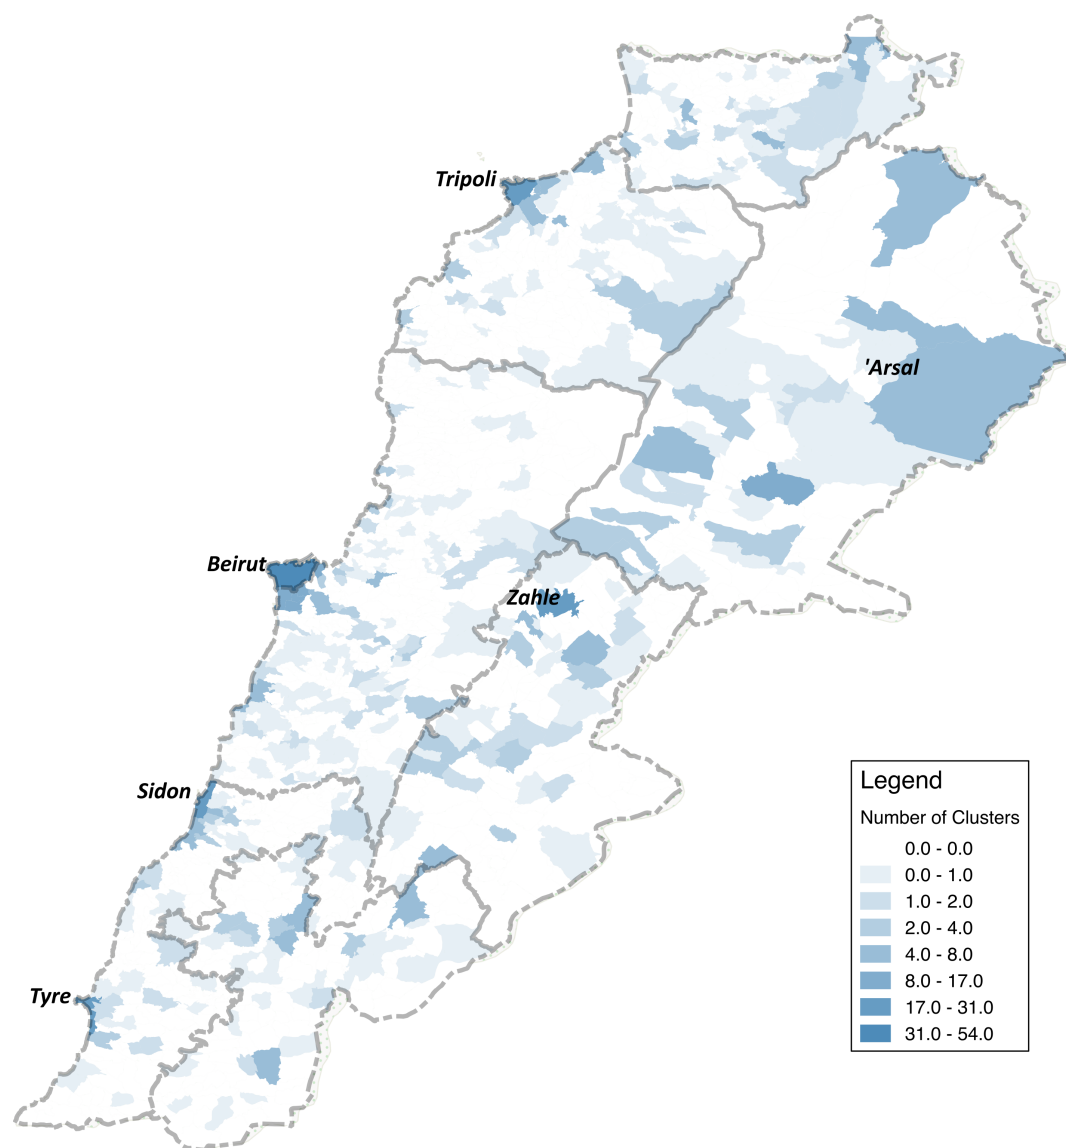 Tripoli
'Arsal
Beirut
Zahle
Sidon
Tyre
Legend
Number of Clusters
0.0 - 0.0
0.0 - 1.0
1.0 - 2.0
2.0 - 4.0
4.0 - 8.0
8.0 - 17.0
17.0 - 31.0
31.0 - 54.0